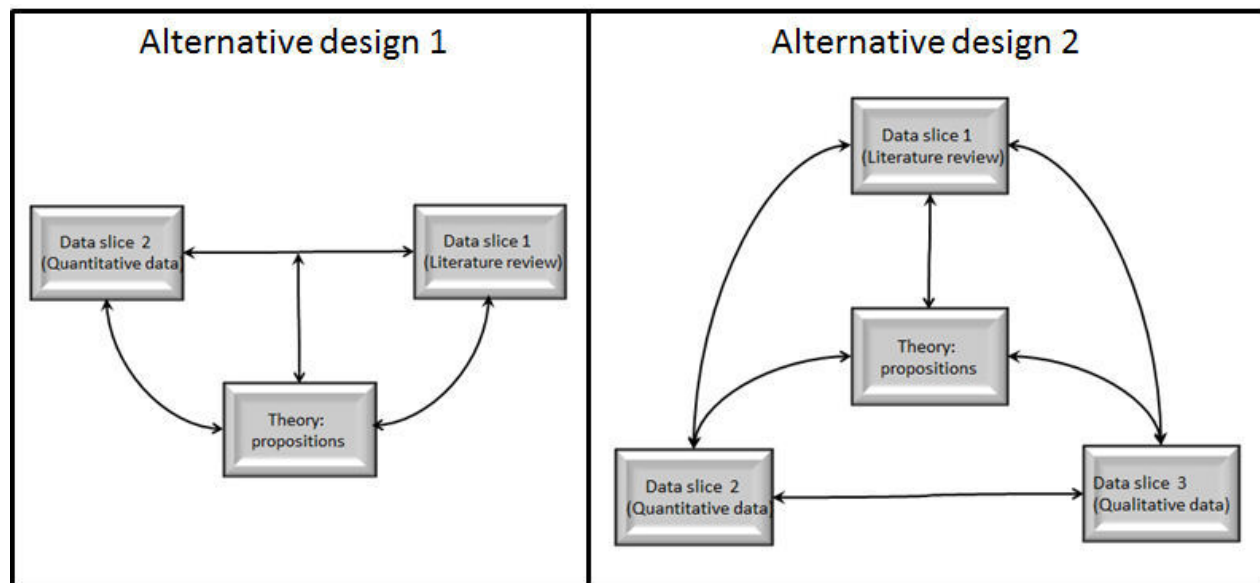 Alternative design 1
Data slice 2
(Quantitative data)
Data slice 1
(Literature review)
Theory:
propositions
Alternative design 2
Data slice 1
(Literature review)
Theory:
propositions
Data slice 2
(Quantitative data)
Data slice 3
(Qualitative data)